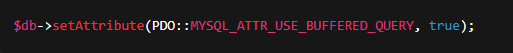 $db->setAttribute(PDO::MYSQL_ATTR_USE_BUFFERED_QUERY, true);